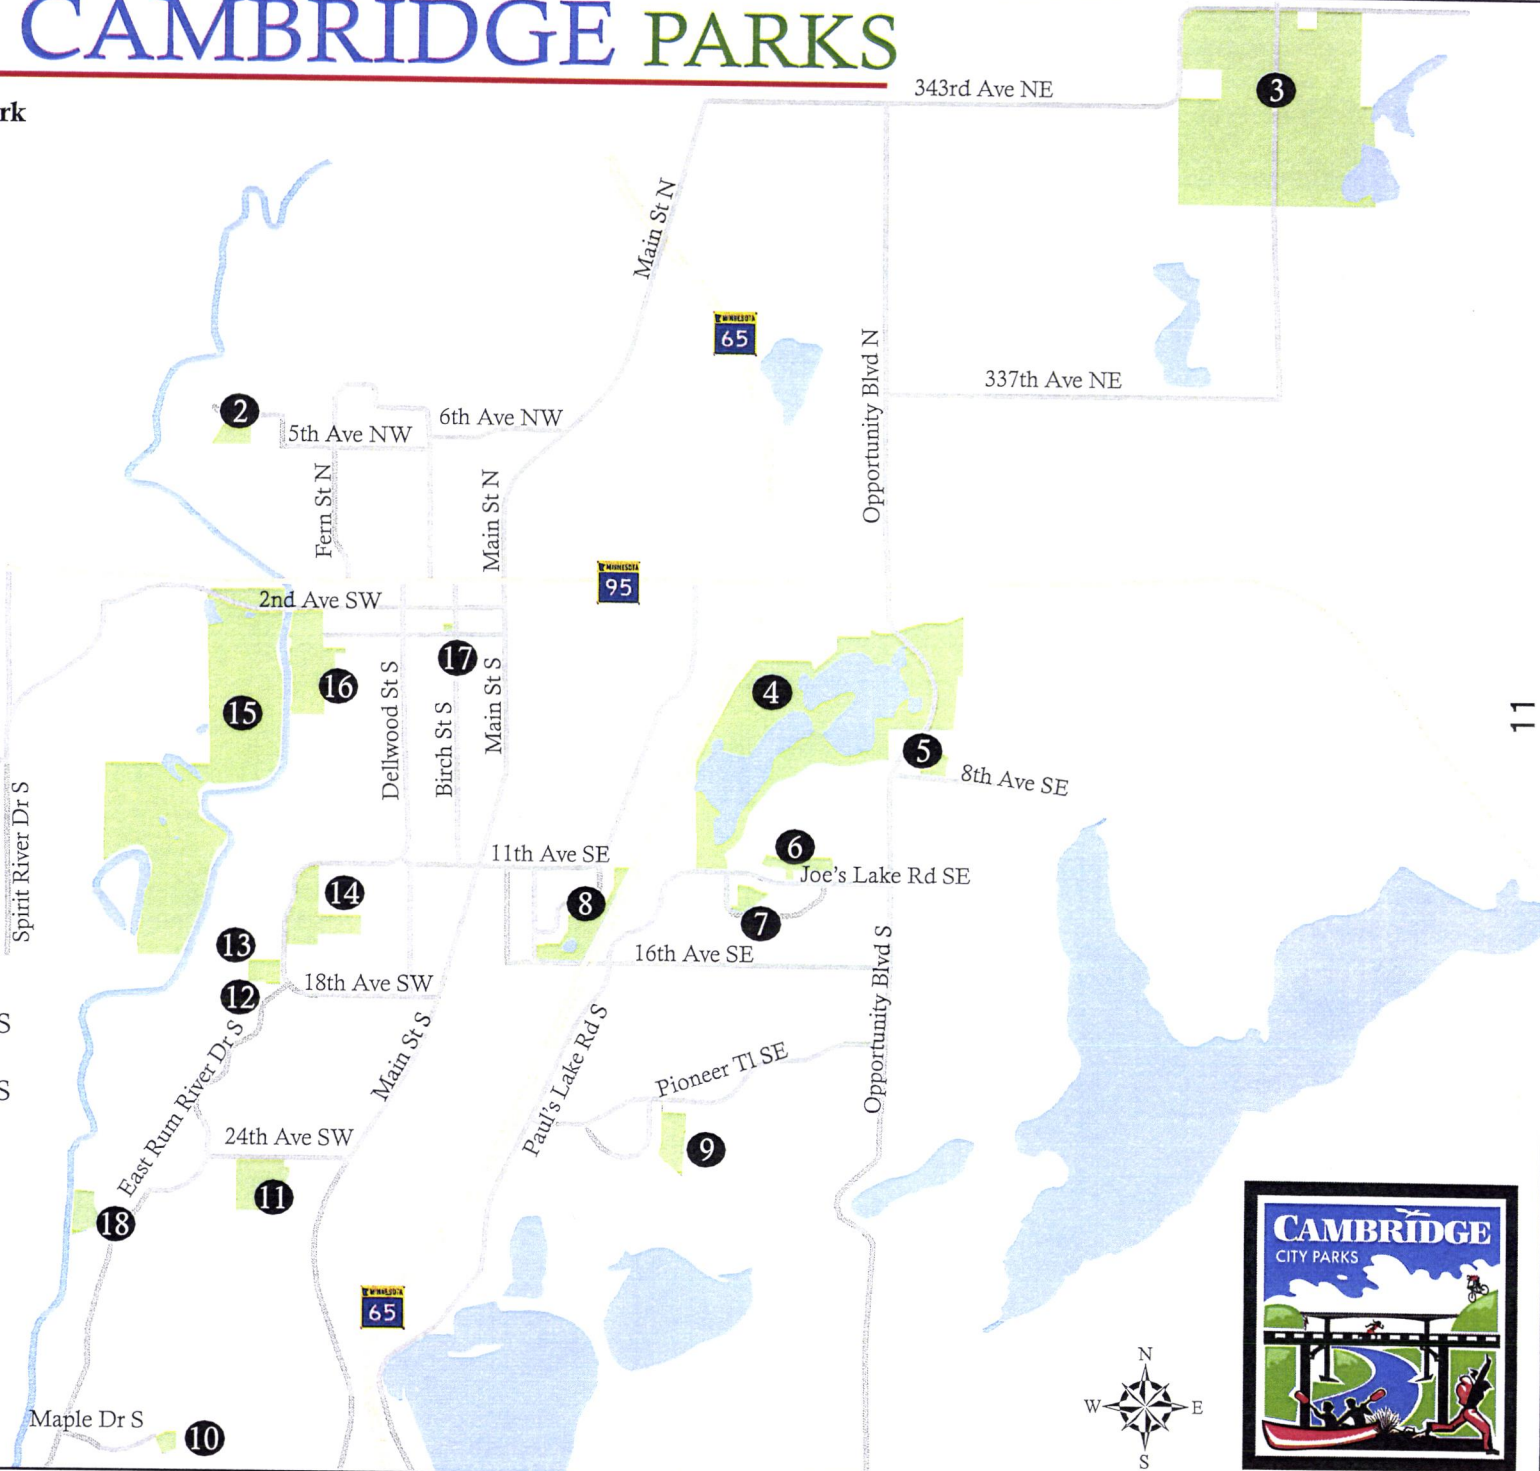 CAMBRIDGE PARKS
rk
343rd Ave NE
3
Main St N
MINNESOTA
65
Opportunity Blvd N
337th Ave NE
2
6th Ave NW
5th Ave NW
Fern St N
Main St N
MINNESOTA
95
2nd Ave SW
17
16
15
4
5
11
Dellwood St S
Birch St S
Main St S
8th Ave SE
Spirit River Dr S
11th Ave SE
6
Joe's Lake Rd SE
14
8
7
13
16th Ave SE
12
18th Ave SW
Opportunity Blvd S
S
Main St S
Paul's Lake Rd S
Pioneer Tl SE
S
East Rum River Dr S
24th Ave SW
9
11
18
MINNESOTA
65
CAMBRIDGE
CITY PARKS
N
W
E
S
Maple Dr S
10